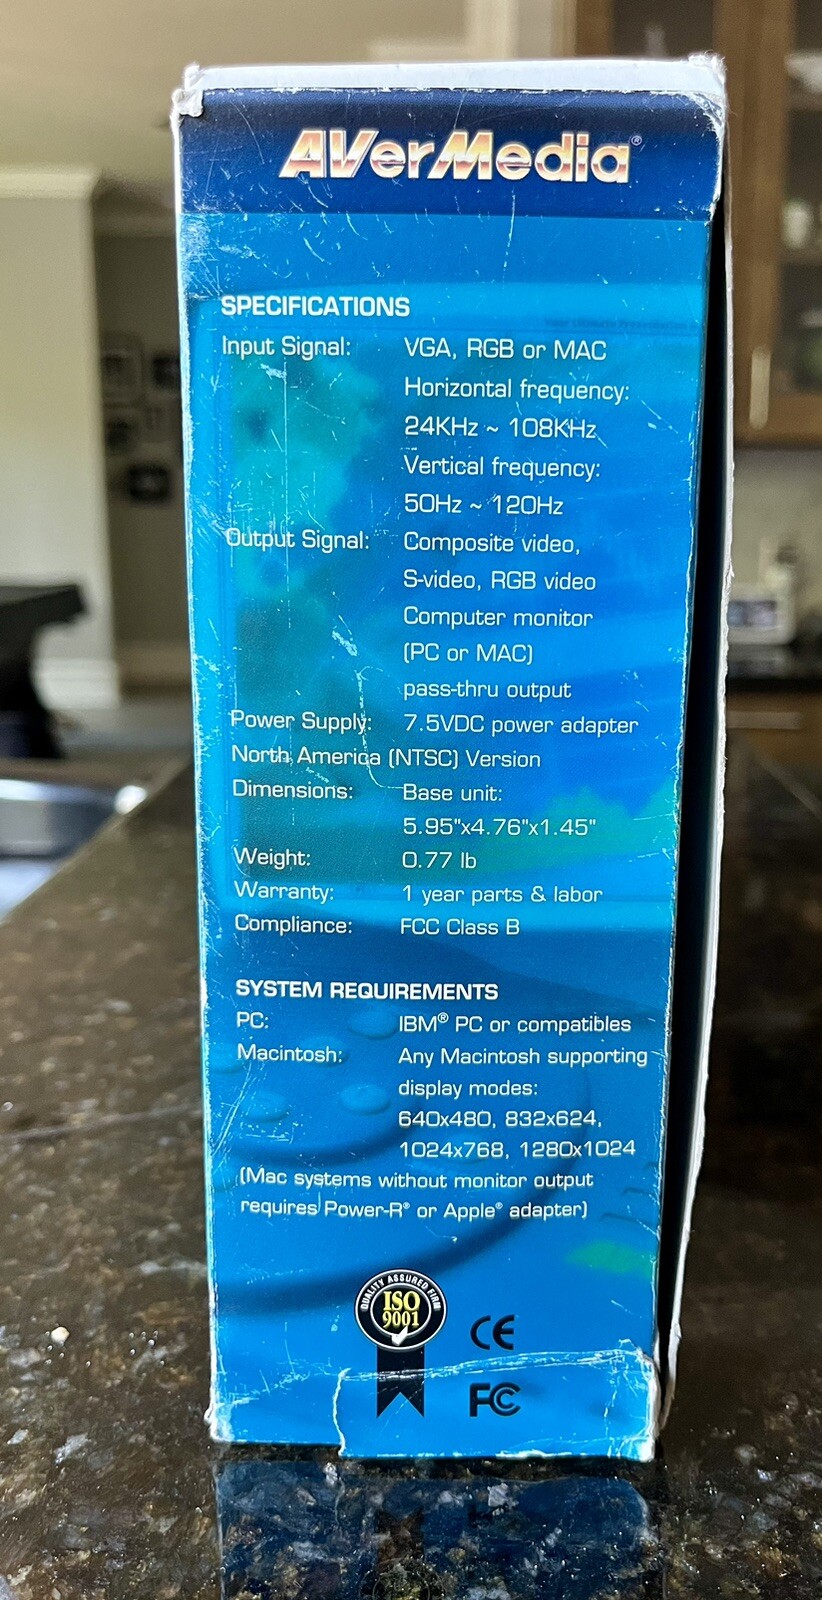 AVerMedia®
SPECIFICATIONS
Input Signal: VGA, RGB or MAC
Horizontal frequency:
24KHz ~ 108KHz
Vertical frequency:
50Hz ~ 120Hz
Output Signal: Composite video,
S-video, RGB video
Computer monitor
(PC or MAC)
pass-thru output
Power Supply: 7.5VDC power adapter
North America (NTSC) Version
Dimensions: Base unit:
5.95"x4.76"x1.45"
Weight: 0.77 lb
Warranty: 1 year parts & labor
Compliance: FCC Class B
SYSTEM REQUIREMENTS
PC: IBM® PC or compatibles
Macintosh: Any Macintosh supporting
display modes:
640x480, 832x624,
1024x768, 1280x1024
(Mac systems without monitor output
requires Power-R® or Apple® adapter)
QUALITY ASSURED FIRM
ISO
9001
CE
FC